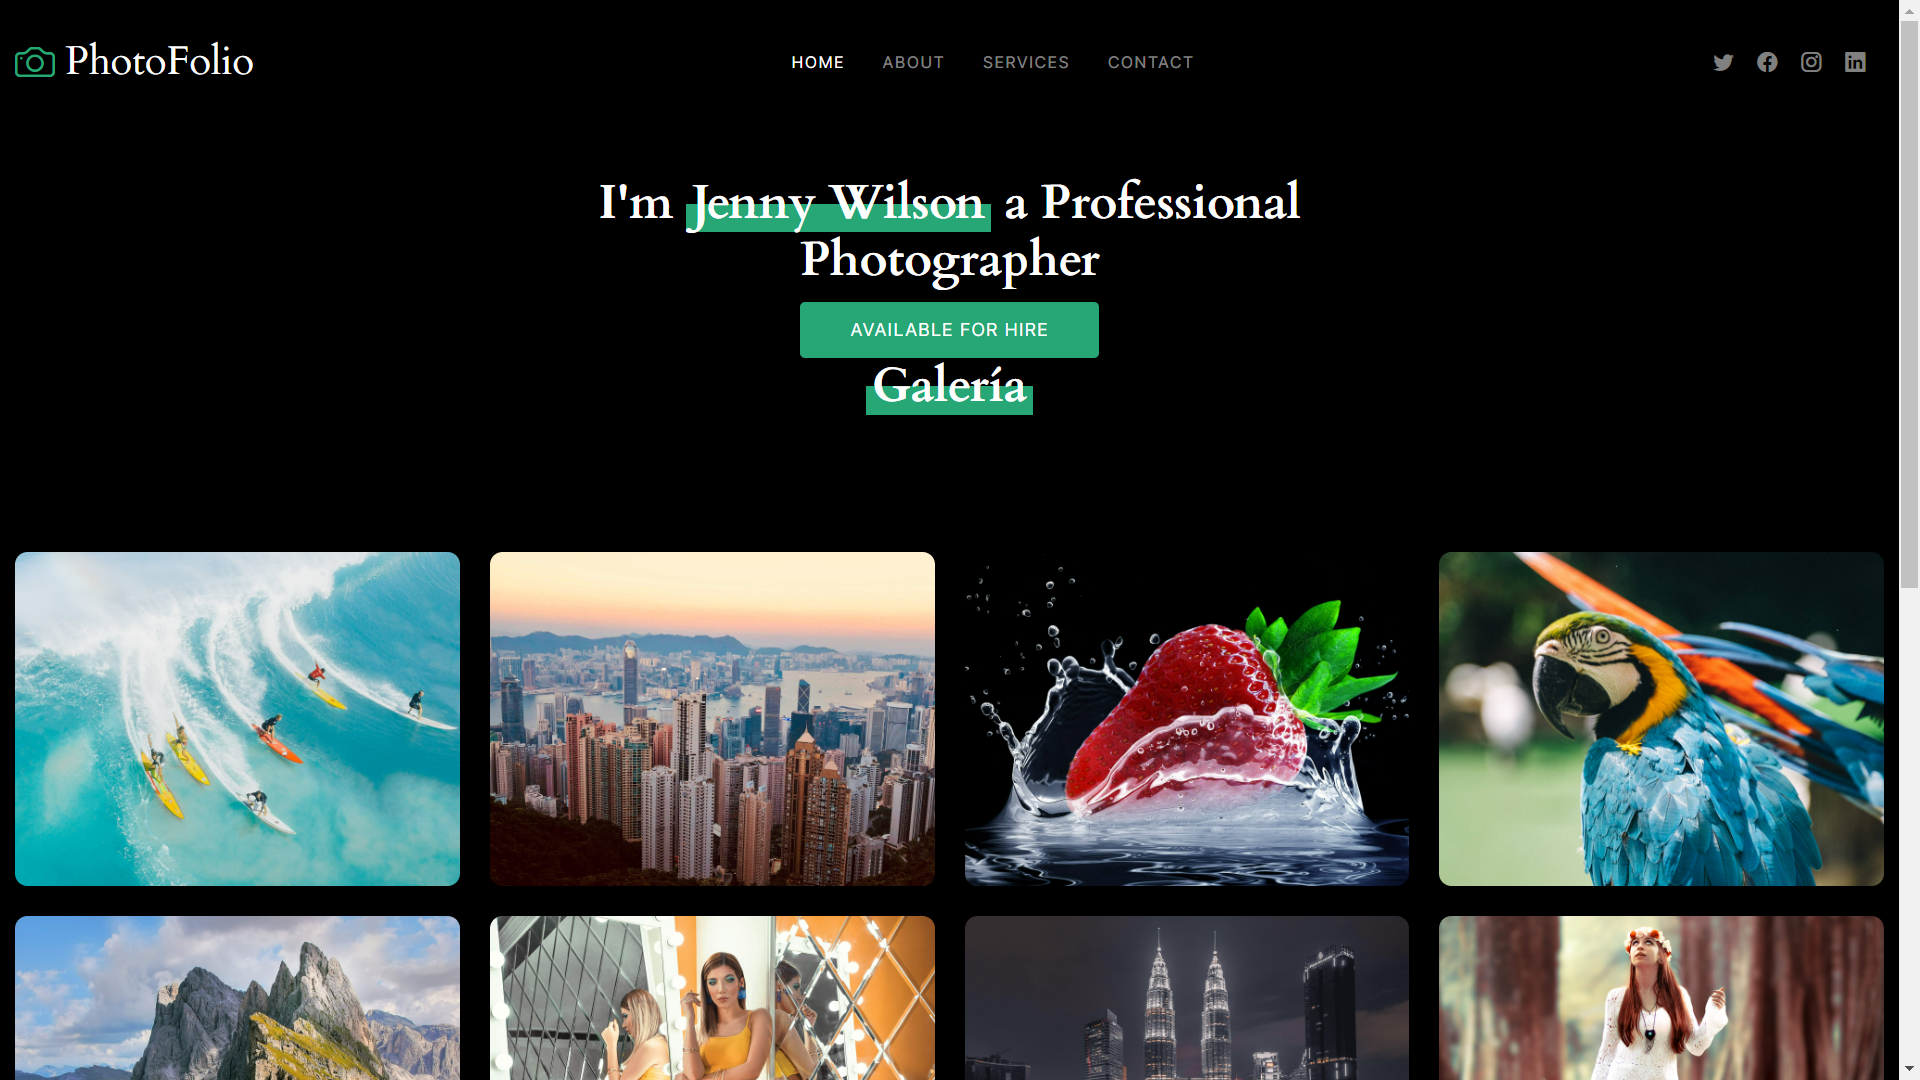 PhotoFolio
HOME ABOUT SERVICES CONTACT
I'm Jenny Wilson a Professional
Photographer
AVAILABLE FOR HIRE
Galería